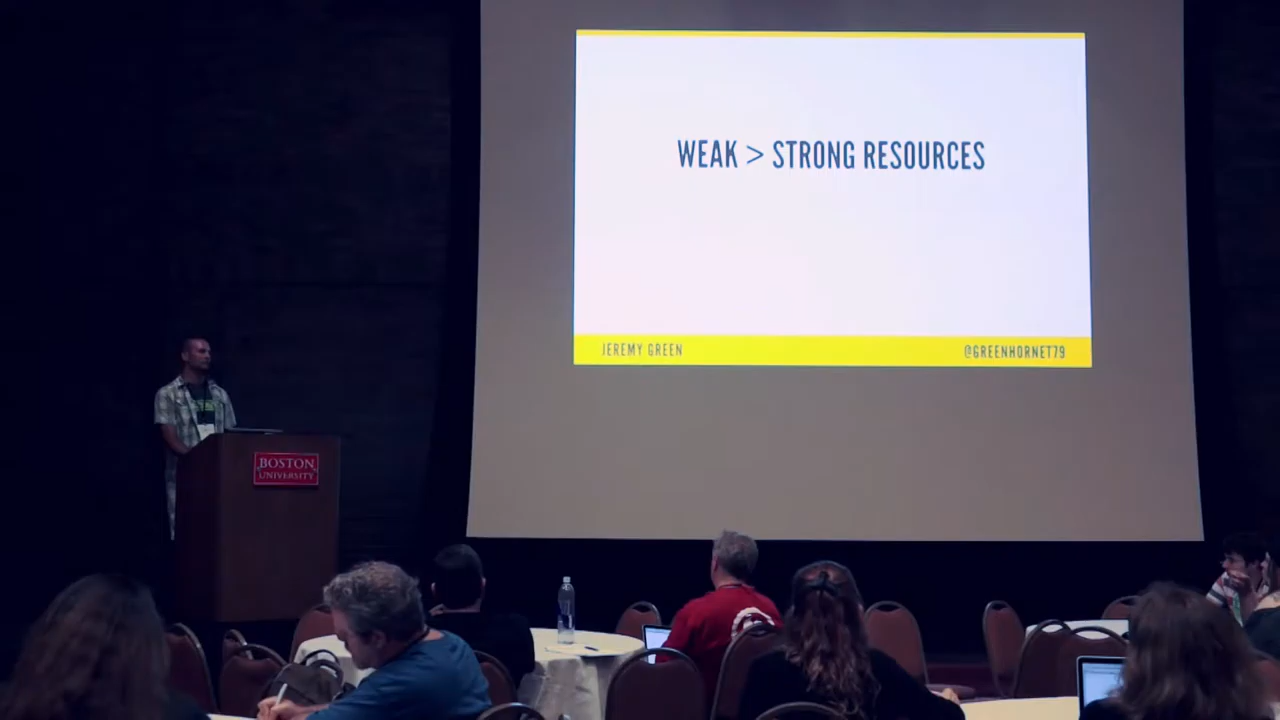 WEAK > STRONG RESOURCES
JEREMY GREEN
@GREENHORNET79
BOSTON
UNIVERSITY